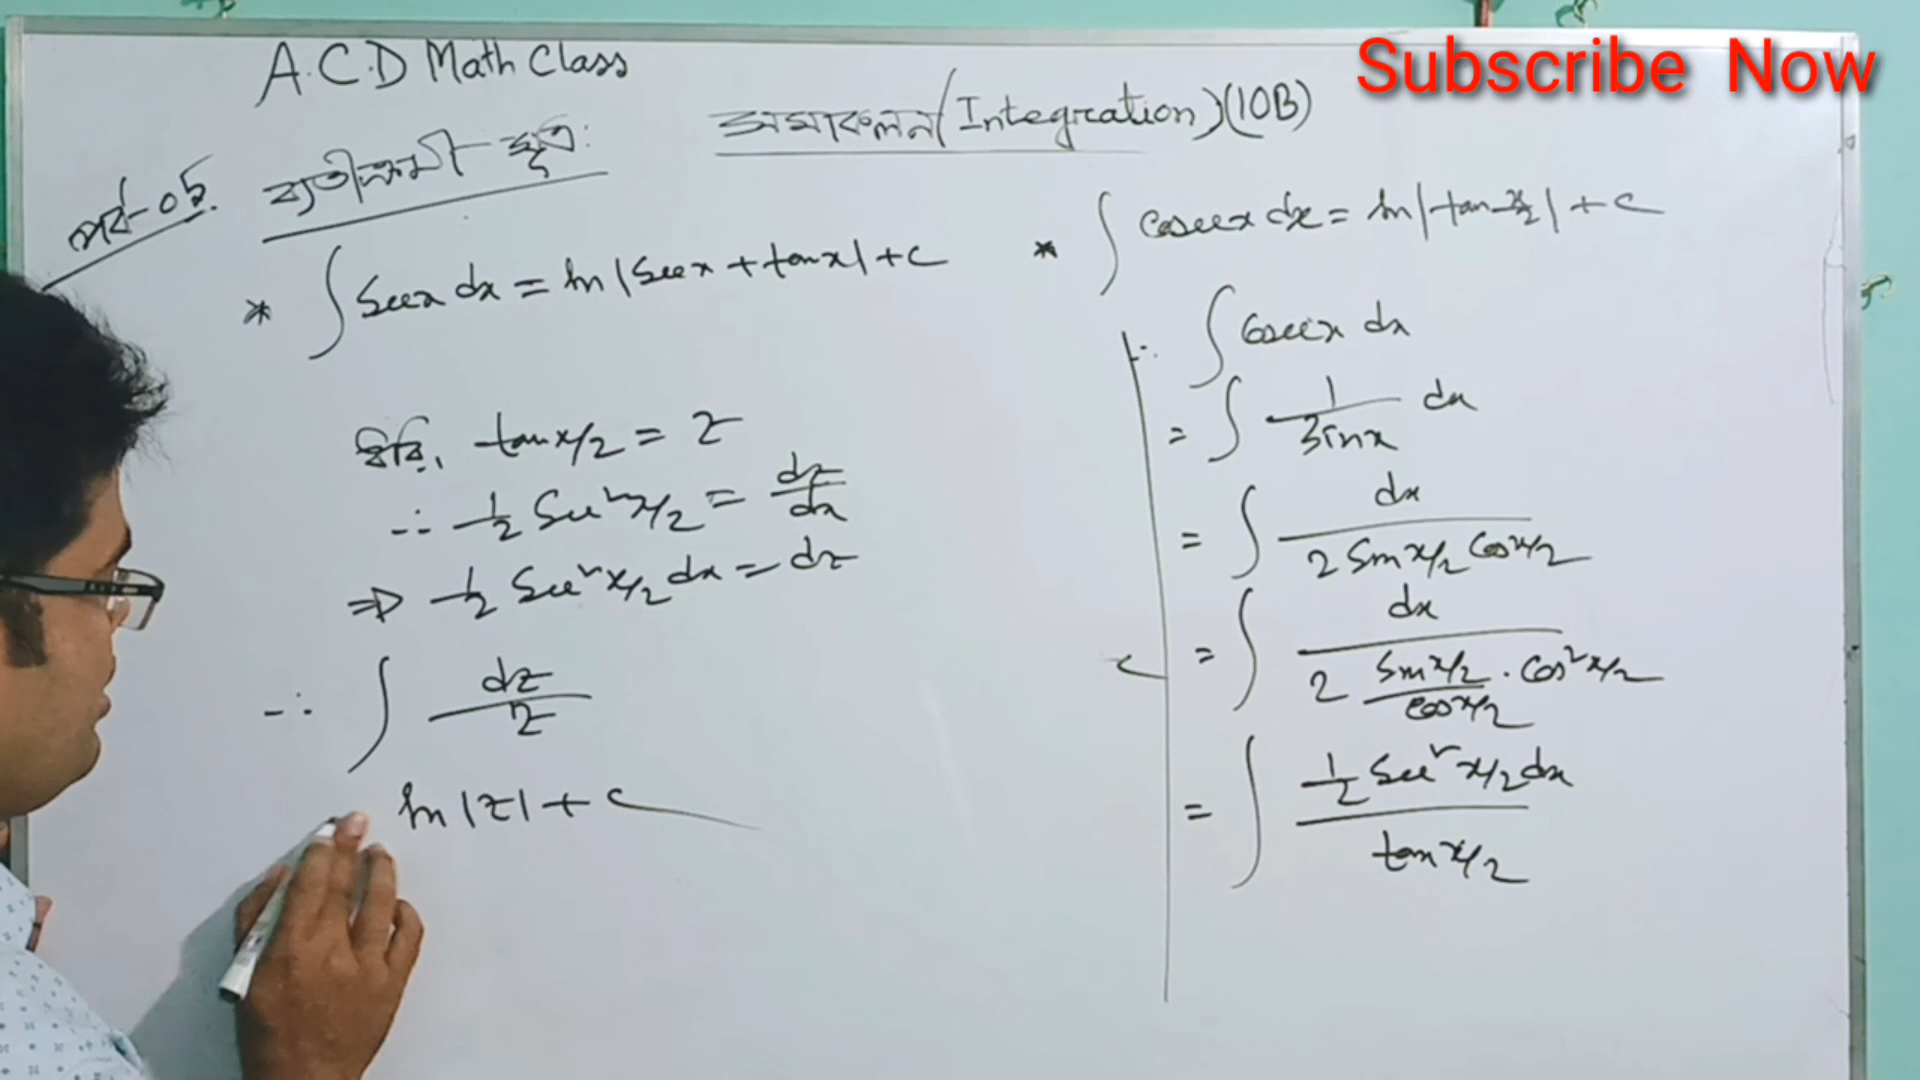 A.C.D Math Class
Subscribe Now
সমাকলন (Integration) (10B)
পর্ব-০২.
ব্যতীক্রমী সূত্র:
* ∫ Secx dx = ln |Secx + tanx| + c
* ∫ Cosecx dx = ln |tan x/2| + c
ধরি, tan x/2 = z
∴ 1/2 Sec² x/2 = dz/dx
⇒ 1/2 Sec² x/2 dx = dz
∴ ∫ dz/z
ln |z| + c
∴ ∫ Cosecx dx
= ∫ 1/Sinx dx
= ∫ dx / 2 Sin x/2 Cos x/2
= ∫ dx / 2 Sin x/2 / Cos x/2 . Cos² x/2
= ∫ 1/2 Sec² x/2 dx / tan x/2